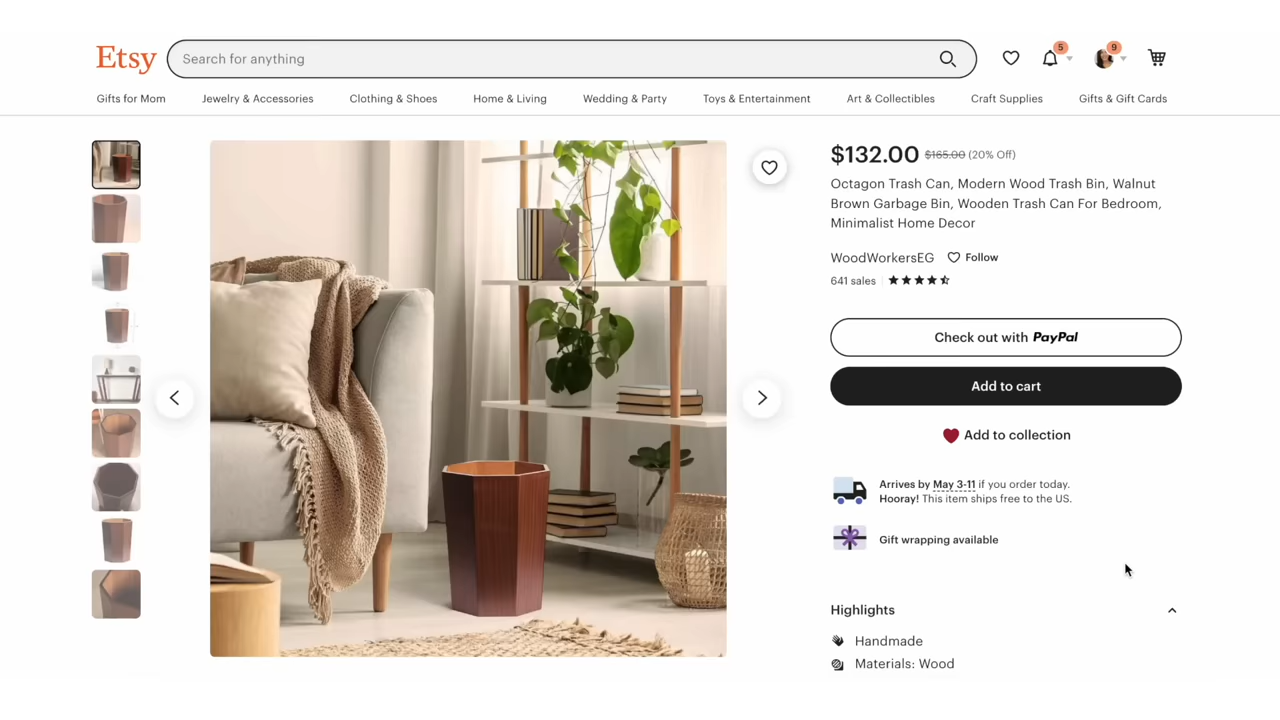 Etsy
Search for anything
5
9
Gifts for Mom
Jewelry & Accessories
Clothing & Shoes
Home & Living
Wedding & Party
Toys & Entertainment
Art & Collectibles
Craft Supplies
Gifts & Gift Cards
$132.00 $165.00 (20% Off)
Octagon Trash Can, Modern Wood Trash Bin, Walnut
Brown Garbage Bin, Wooden Trash Can For Bedroom,
Minimalist Home Decor
WoodWorkersEG Follow
641 sales
Check out with PayPal
Add to cart
Add to collection
Arrives by May 3-11 if you order today.
Hooray! This item ships free to the US.
Gift wrapping available
Highlights
Handmade
Materials: Wood